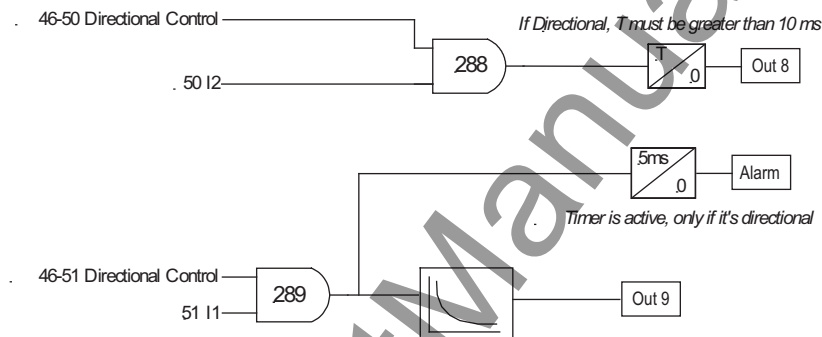 46-50 Directional Control
If Directional, T must be greater than 10 ms
288
T
0
Out 8
50 I2
5ms
0
Alarm
Timer is active, only if it's directional
46-51 Directional Control
289
Out 9
51 I1